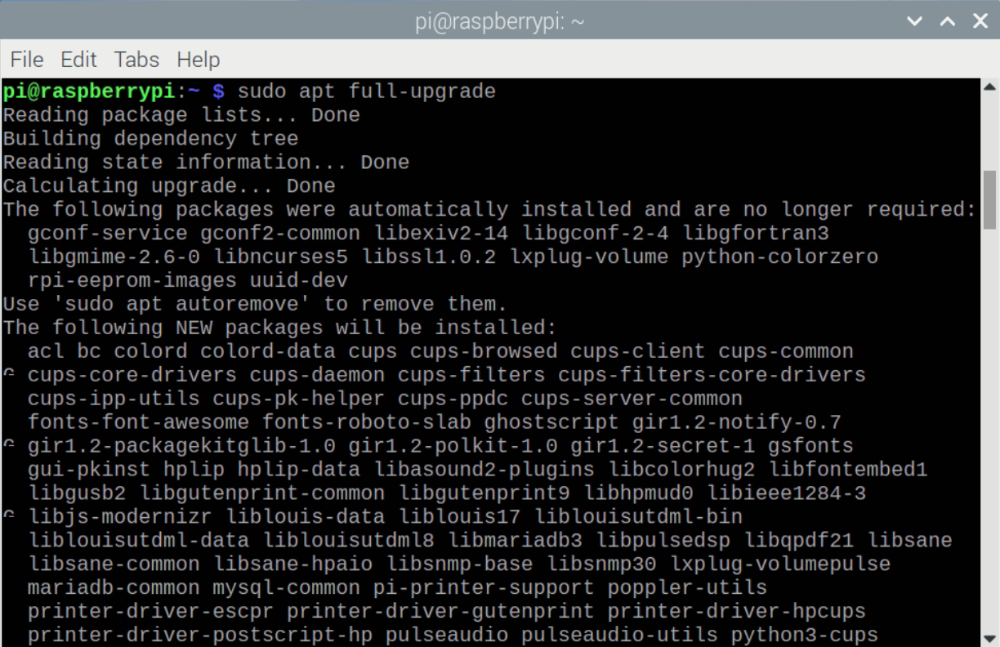 pi@raspberrypi: ~
File Edit Tabs Help
pi@raspberrypi:~ $ sudo apt full-upgrade
Reading package lists... Done
Building dependency tree
Reading state information... Done
Calculating upgrade... Done
The following packages were automatically installed and are no longer required:
  gconf-service gconf2-common libexiv2-14 libgconf-2-4 libgfortran3
  libgmime-2.6-0 libncurses5 libssl1.0.2 lxplug-volume python-colorzero
  rpi-eeprom-images uuid-dev
Use 'sudo apt autoremove' to remove them.
The following NEW packages will be installed:
  acl bc colord colord-data cups cups-browsed cups-client cups-common
  cups-core-drivers cups-daemon cups-filters cups-filters-core-drivers
  cups-ipp-utils cups-pk-helper cups-ppdc cups-server-common
  fonts-font-awesome fonts-roboto-slab ghostscript gir1.2-notify-0.7
  gir1.2-packagekitglib-1.0 gir1.2-polkit-1.0 gir1.2-secret-1 gsfonts
  gui-pkinst hplip hplip-data libasound2-plugins libcolorhug2 libfontembed1
  libgusb2 libgutenprint-common libgutenprint9 libhpmud0 libieee1284-3
  libjs-modernizr liblouis-data liblouis17 liblouisutdml-bin
  liblouisutdml-data liblouisutdml8 libmariadb3 libpulsedsp libqpdf21 libsane
  libsane-common libsane-hpaio libsnmp-base libsnmp30 lxplug-volumepulse
  mariadb-common mysql-common pi-printer-support poppler-utils
  printer-driver-escpr printer-driver-gutenprint printer-driver-hpcups
  printer-driver-postscript-hp pulseaudio pulseaudio-utils python3-cups